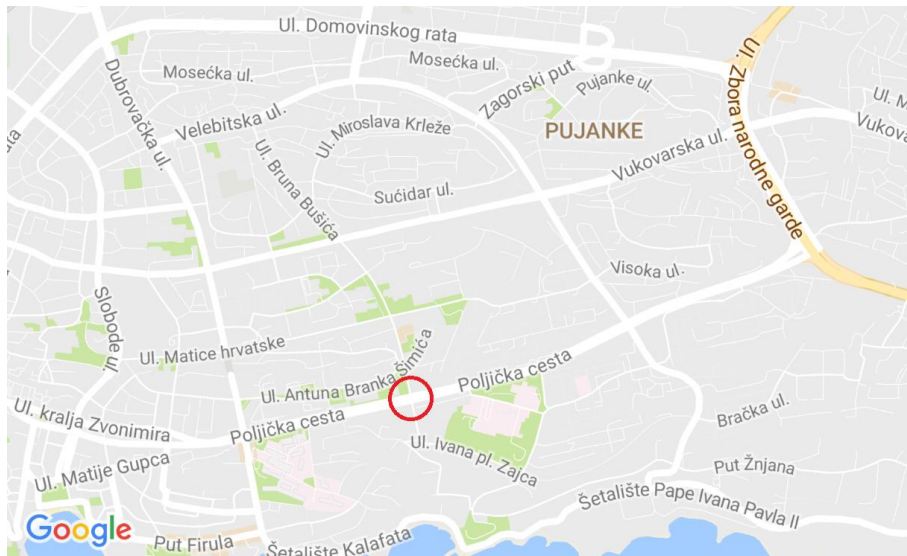 Ul. Domovinskog rata
Mosećka ul.
Mosećka ul.
Dubrovačka ul.
Zagorski put
Pujanke ul.
Ul. Zbora narodne garde
Ul. M
Velebitska ul.
Ul. Miroslava Krleže
PUJANKE
Vukova
ata
Ul. Bruna Bušića
Vukovarska ul.
Sućidar ul.
Visoka ul.
Slobode ul.
Ul. Matice hrvatske
Ul. Antuna Branka Šimića
Poljička cesta
Ul. kralja Zvonimira
Poljička cesta
Bračka ul.
Ul. Ivana pl. Zajca
Ul. Matije Gupca
Put Žnjana
Šetalište Pape Ivana Pavla II
Google
Put Firula
Šetalište Kalafata